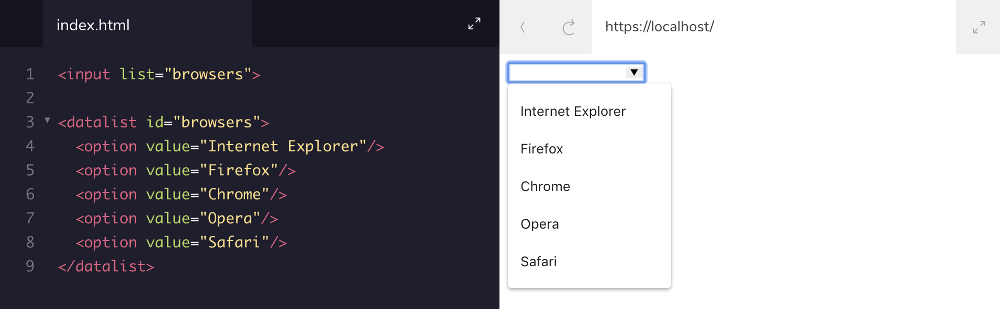 index.html
1 <input list="browsers">
2
3 <datalist id="browsers">
4   <option value="Internet Explorer"/>
5   <option value="Firefox"/>
6   <option value="Chrome"/>
7   <option value="Opera"/>
8   <option value="Safari"/>
9 </datalist>
https://localhost/
Internet Explorer
Firefox
Chrome
Opera
Safari